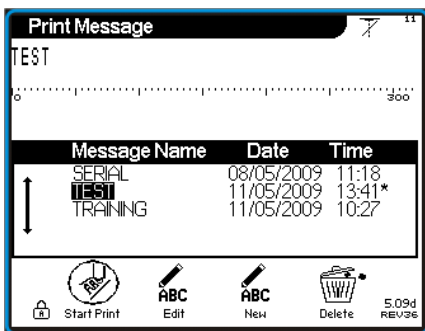 Print Message 11
TEST
0 300
Message Name Date Time
SERIAL 08/05/2009 11:18
TEST 11/05/2009 13:41*
TRAINING 11/05/2009 10:27
ABC ABC ABC
Start Print Edit New Delete 5.09d
REV36